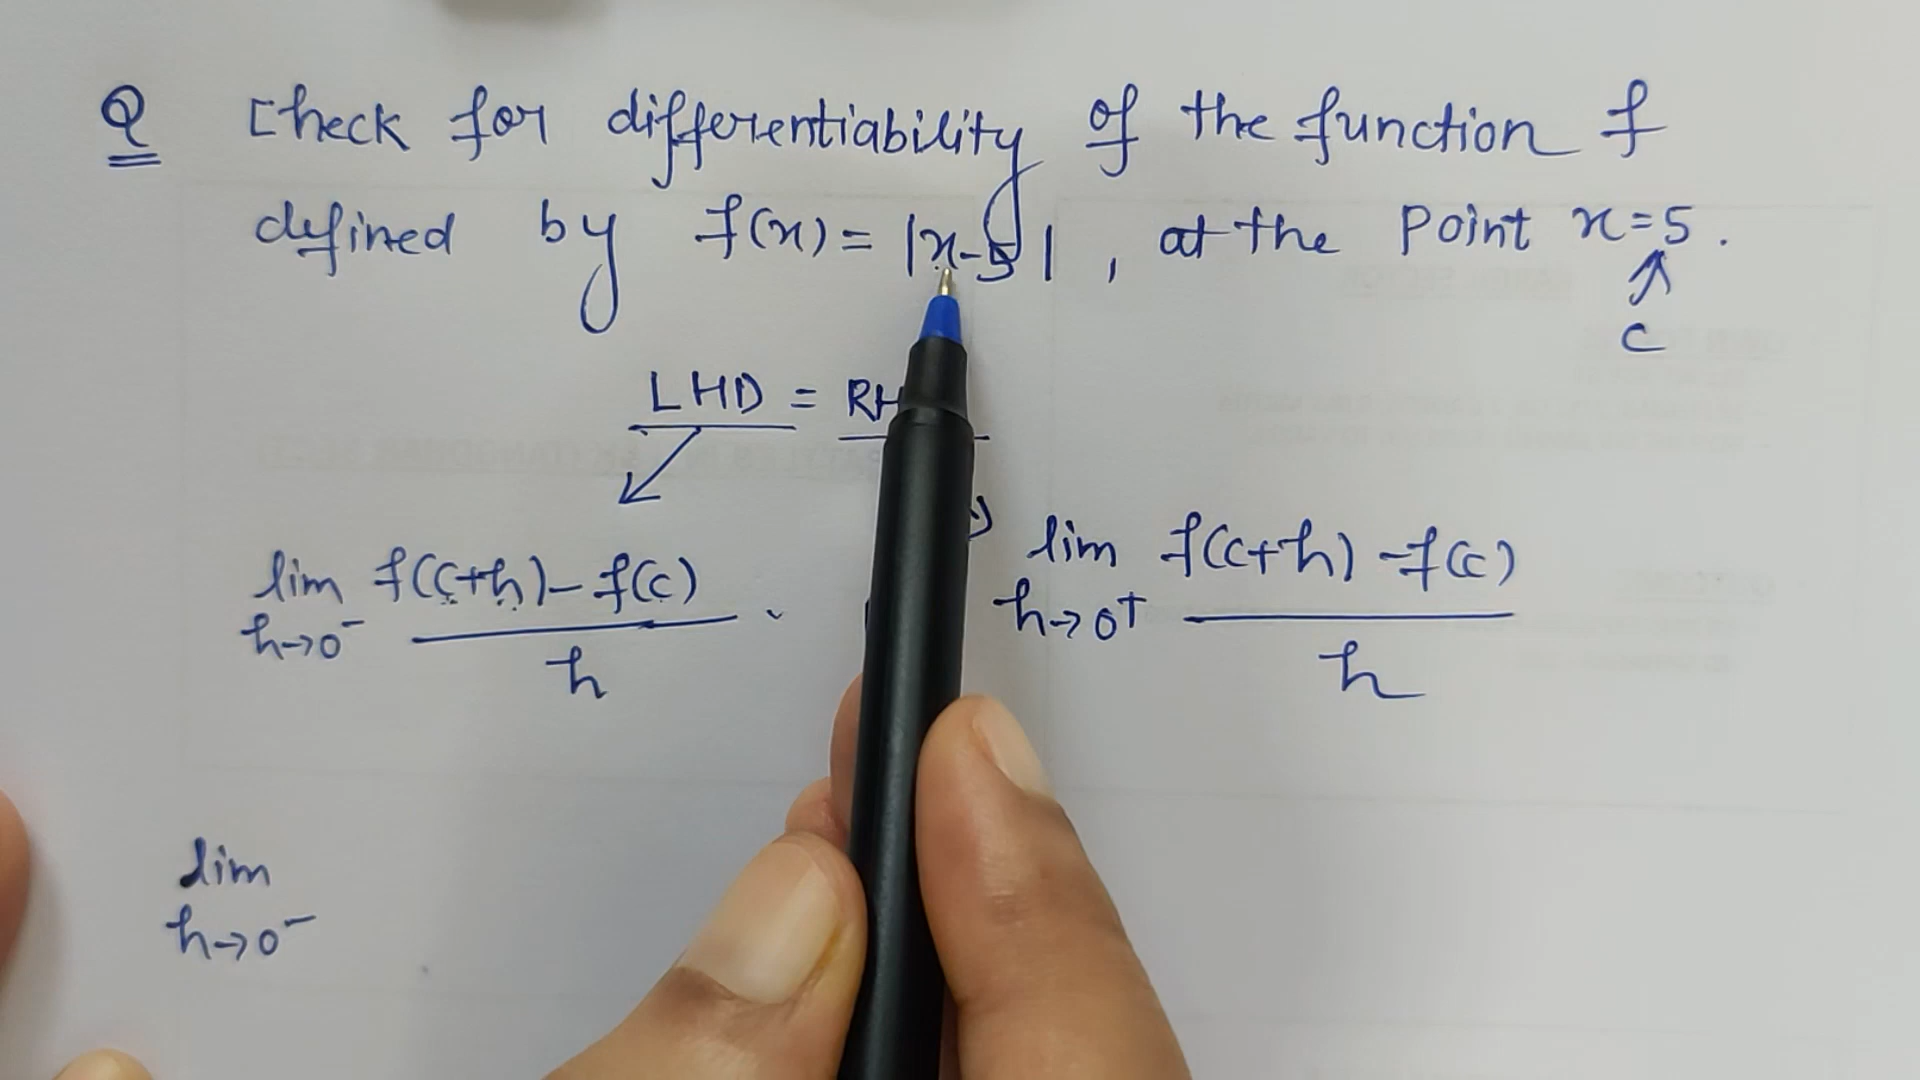 Q Check for differentiability of the function f
defined by f(x) = |x-5| , at the Point x=5.
C
LHD = RH
lim f(c+h)-f(c)
h→0⁻ h
lim f(c+h)-f(c)
h→0⁺ h
lim
h→0⁻